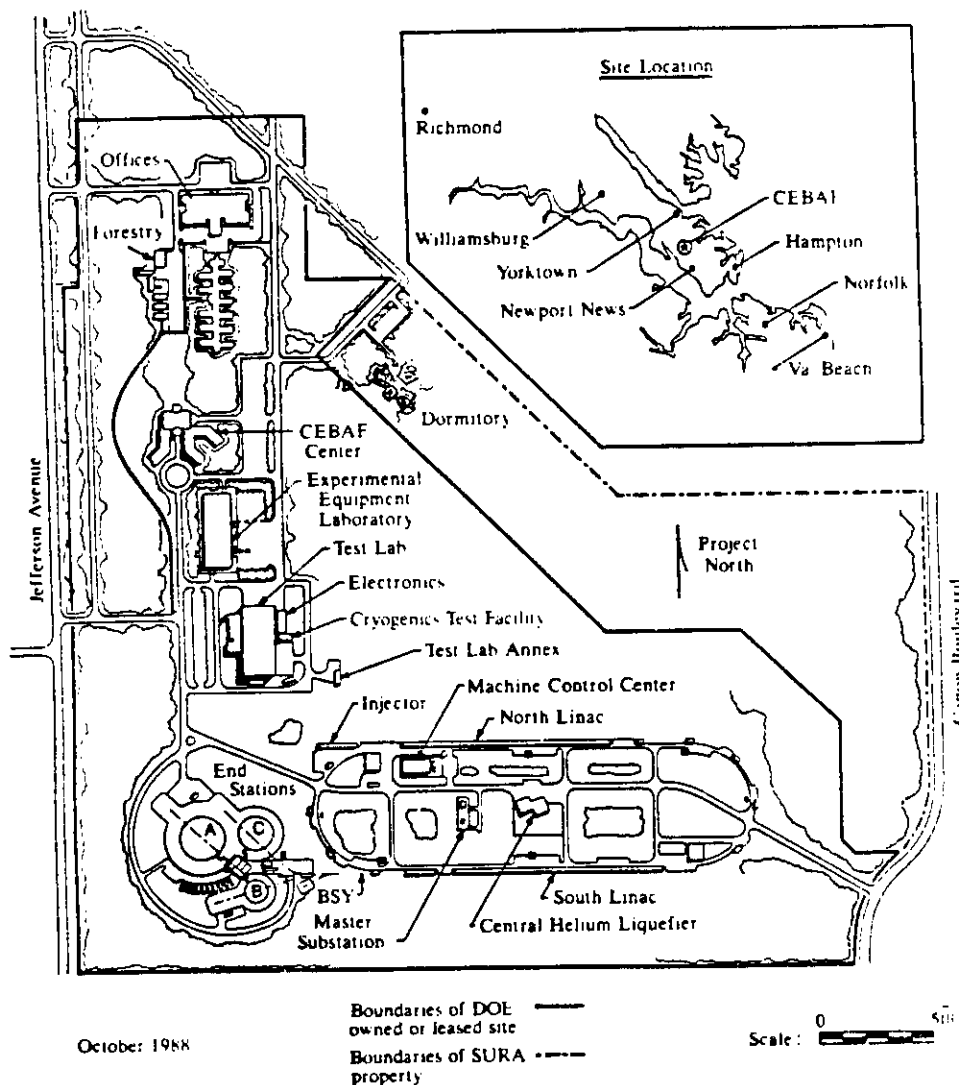 Site Location
Richmond
Offices
CEBAF
Williamsburg
Hampton
Forestry
Yorktown
Norfolk
Newport News
Va Beach
Dormitory
CEBAF
Center
Experimental
Equipment
Laboratory
Jefferson Avenue
Test Lab
Project
North
Electronics
Cryogenics Test Facility
Test Lab Annex
Machine Control Center
Injector
North Linac
End
Stations
A
C
B
BSY
Master
Substation
South Linac
Central Helium Liquefier
Boundaries of DOE
owned or leased site
October 1988
Scale :
0
Boundaries of SURA
property